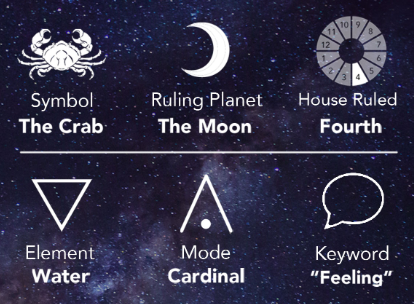 10 9
11 8
12 7
1 6
2 5
3 4
Symbol Ruling Planet House Ruled
The Crab The Moon Fourth
Element Mode Keyword
Water Cardinal "Feeling"